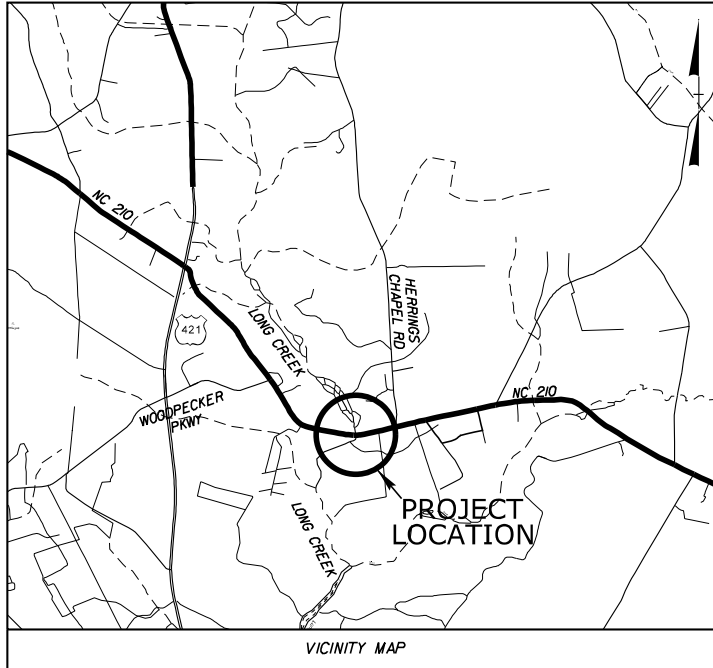 NC 210
HERRINGS
CHAPEL RD
421
LONG CREEK
NC 210
WOODPECKER
PKWY
LONG CREEK
PROJECT
LOCATION
VICINITY MAP